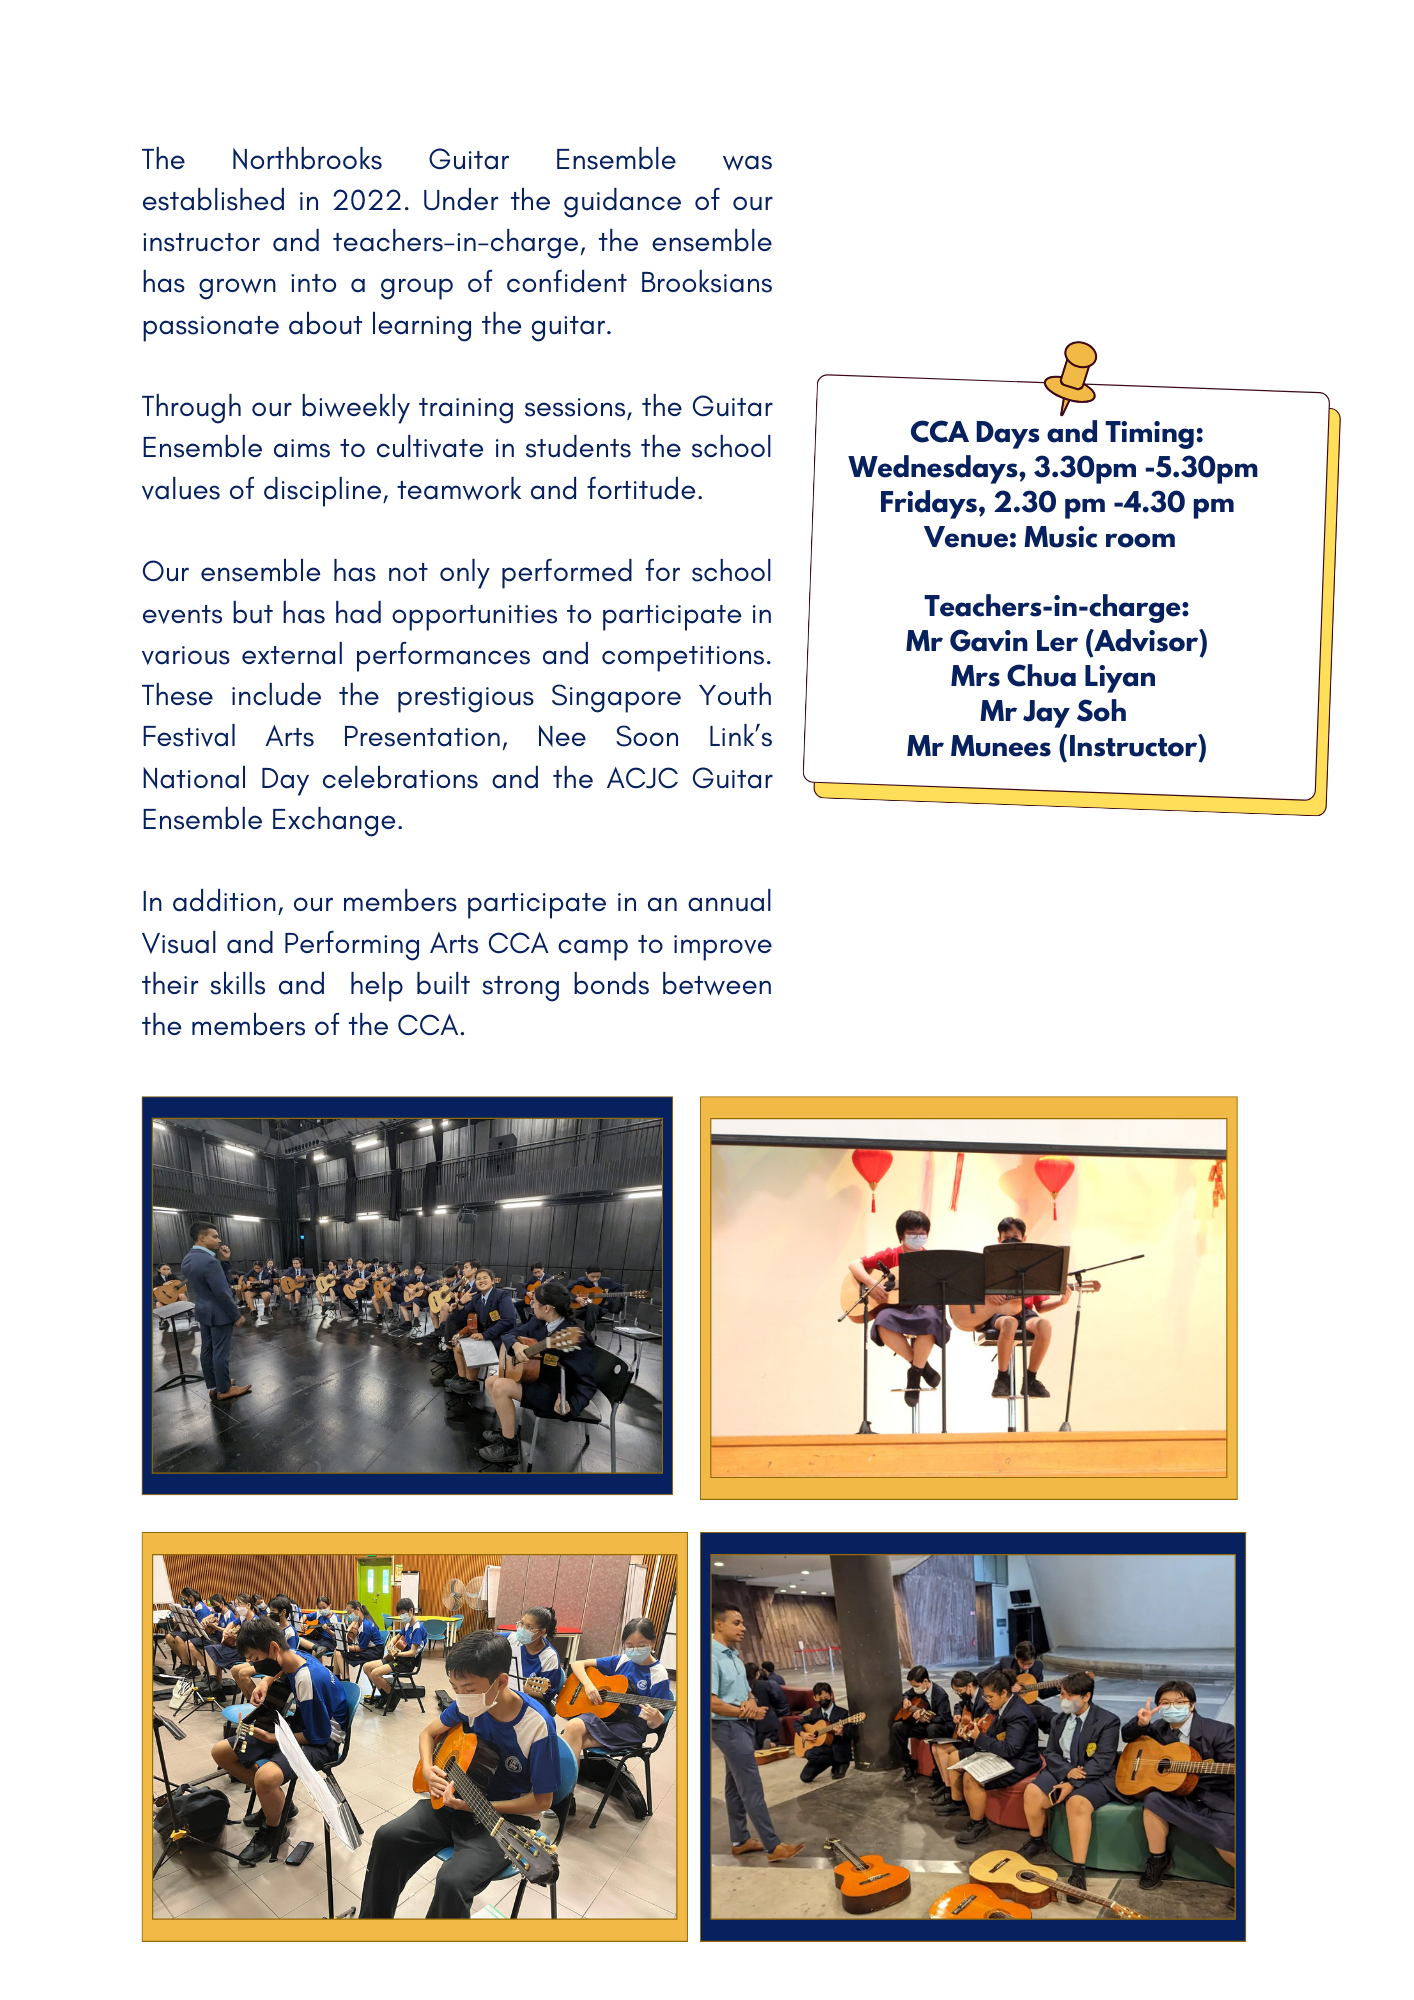 The Northbrooks Guitar Ensemble was
established in 2022. Under the guidance of our
instructor and teachers-in-charge, the ensemble
has grown into a group of confident Brooksians
passionate about learning the guitar.
Through our biweekly training sessions, the Guitar
Ensemble aims to cultivate in students the school
values of discipline, teamwork and fortitude.
Our ensemble has not only performed for school
events but has had opportunities to participate in
various external performances and competitions.
These include the prestigious Singapore Youth
Festival Arts Presentation, Nee Soon Link's
National Day celebrations and the ACJC Guitar
Ensemble Exchange.
In addition, our members participate in an annual
Visual and Performing Arts CCA camp to improve
their skills and help built strong bonds between
the members of the CCA.
CCA Days and Timing:
Wednesdays, 3.30pm -5.30pm
Fridays, 2.30 pm -4.30 pm
Venue: Music room
Teachers-in-charge:
Mr Gavin Ler (Advisor)
Mrs Chua Liyan
Mr Jay Soh
Mr Munees (Instructor)